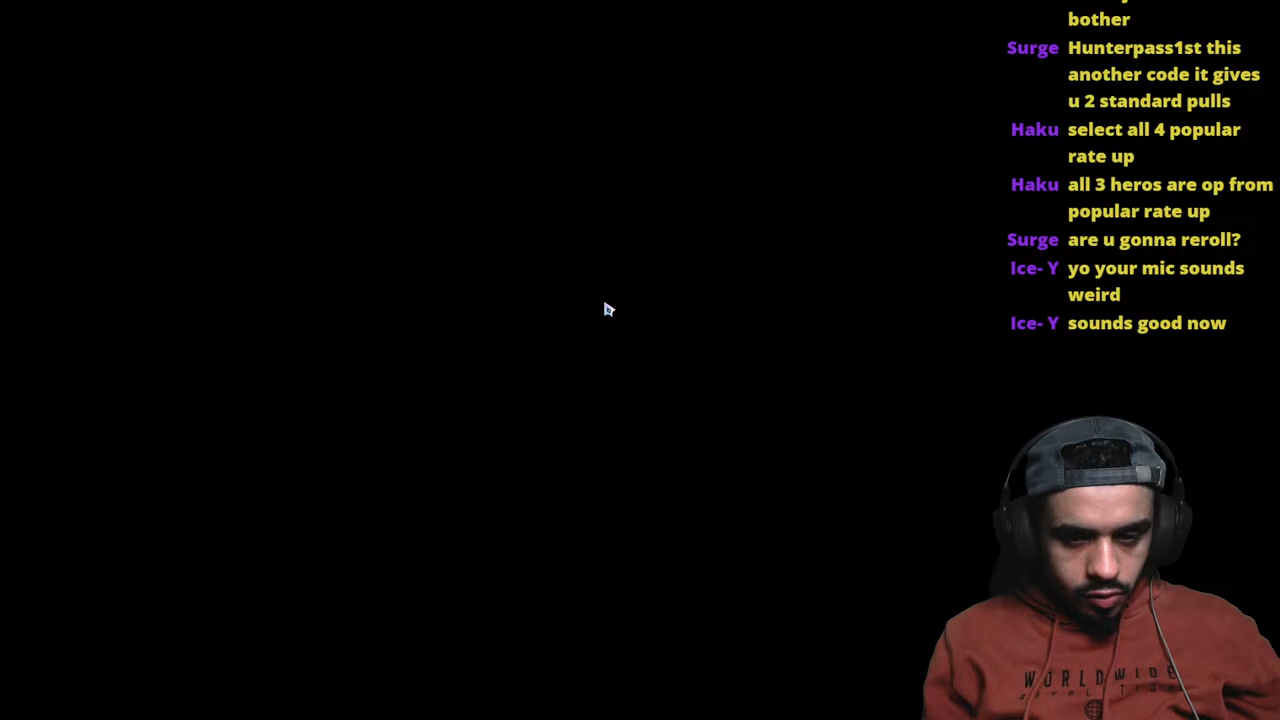 bother
Surge Hunterpass1st this
another code it gives
u 2 standard pulls
Haku select all 4 popular
rate up
Haku all 3 heros are op from
popular rate up
Surge are u gonna reroll?
Ice- Y yo your mic sounds
weird
Ice- Y sounds good now
WORLDWIDE